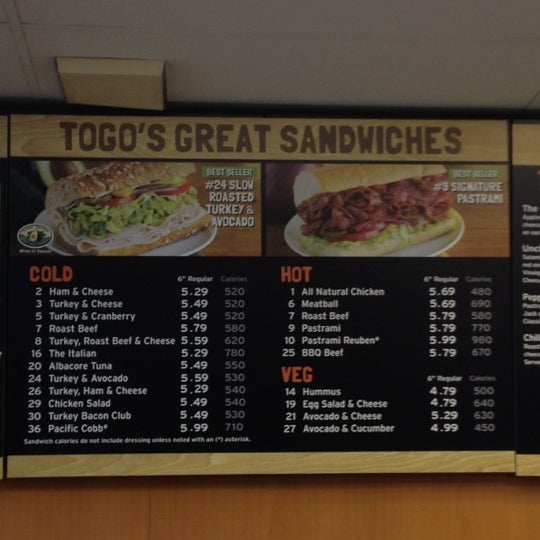 TOGO'S GREAT SANDWICHES
BEST SELLER
#24 SLOW
ROASTED
TURKEY &
AVOCADO
BEST SELLER
#9 SIGNATURE
PASTRAMI
COLD
6" Regular Calories
2 Ham & Cheese 5.29 520
3 Turkey & Cheese 5.49 520
5 Turkey & Cranberry 5.49 520
7 Roast Beef 5.79 580
8 Turkey, Roast Beef & Cheese 5.59 620
16 The Italian 5.29 780
20 Albacore Tuna 5.49 550
24 Turkey & Avocado 5.59 530
26 Turkey, Ham & Cheese 5.29 540
29 Chicken Salad 5.49 540
30 Turkey Bacon Club 5.49 530
36 Pacific Cobb* 5.99 710
Sandwich calories do not include dressing unless noted with an (*) asterisk.
HOT
6" Regular Calories
1 All Natural Chicken 5.69 480
6 Meatball 5.69 690
7 Roast Beef 5.79 580
9 Pastrami 5.79 770
10 Pastrami Reuben* 5.99 980
25 BBQ Beef 5.79 670
VEG
6" Regular Calories
14 Hummus 4.79 500
19 Egg Salad & Cheese 4.79 640
21 Avocado & Cheese 5.29 630
27 Avocado & Cucumber 4.99 450
The